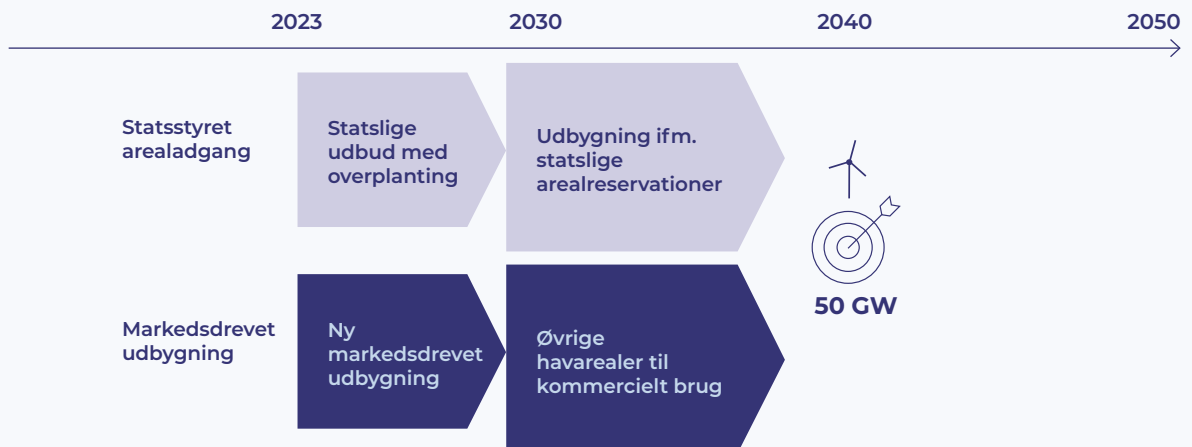 2023
2030
2040
2050
Statsstyret
arealadgang
Statslige
udbud med
overplanting
Udbygning ifm.
statslige
arealreservationer
50 GW
Markedsdrevet
udbygning
Ny
markedsdrevet
udbygning
Øvrige
havarealer til
kommercielt brug